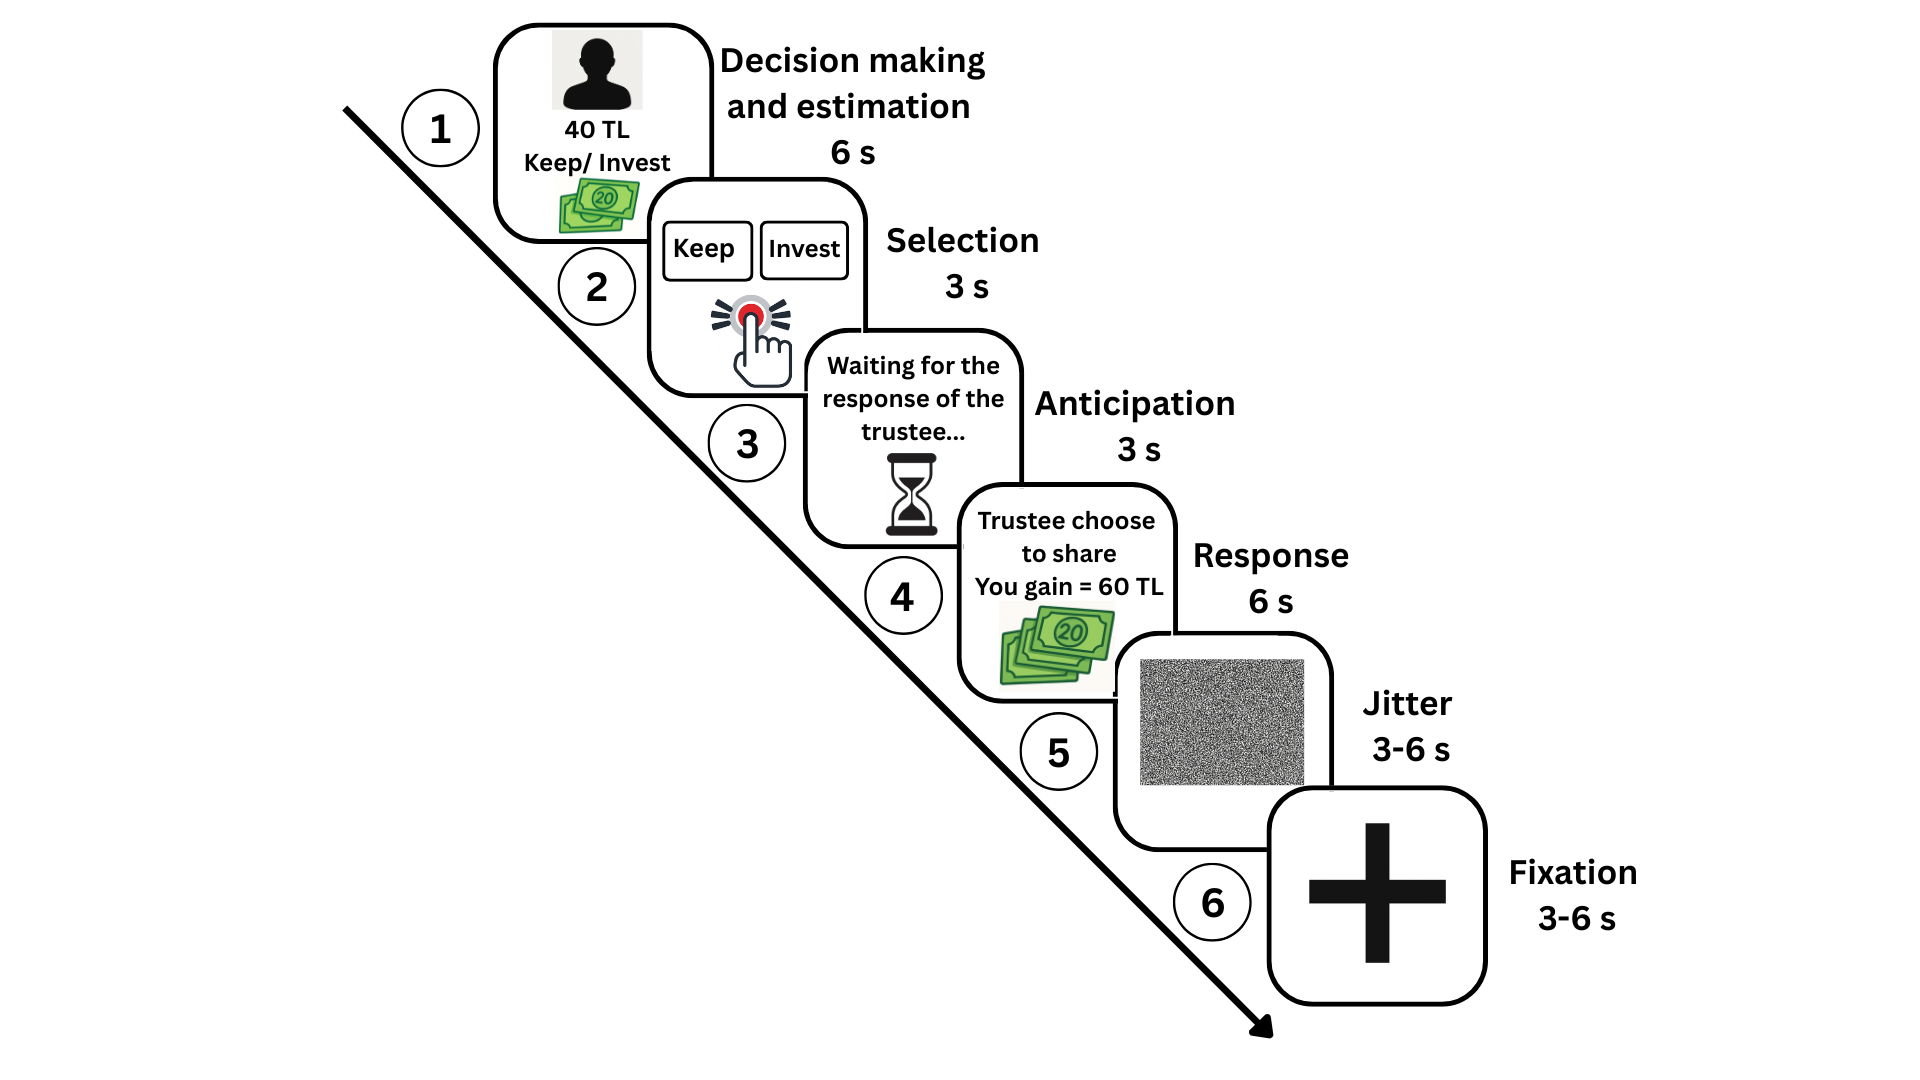 1
40 TL
Keep/ Invest
20
Decision making
and estimation
6 s
2
Keep
Invest
Selection
3 s
3
Waiting for the
response of the
trustee...
Anticipation
3 s
4
Trustee choose
to share
You gain = 60 TL
20
Response
6 s
5
Jitter
3-6 s
6
Fixation
3-6 s